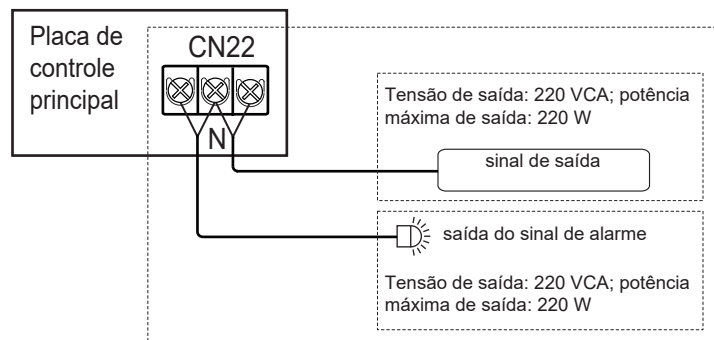 Placa de
controle
principal
CN22
N
Tensão de saída: 220 VCA; potência
máxima de saída: 220 W
sinal de saída
saída do sinal de alarme
Tensão de saída: 220 VCA; potência
máxima de saída: 220 W